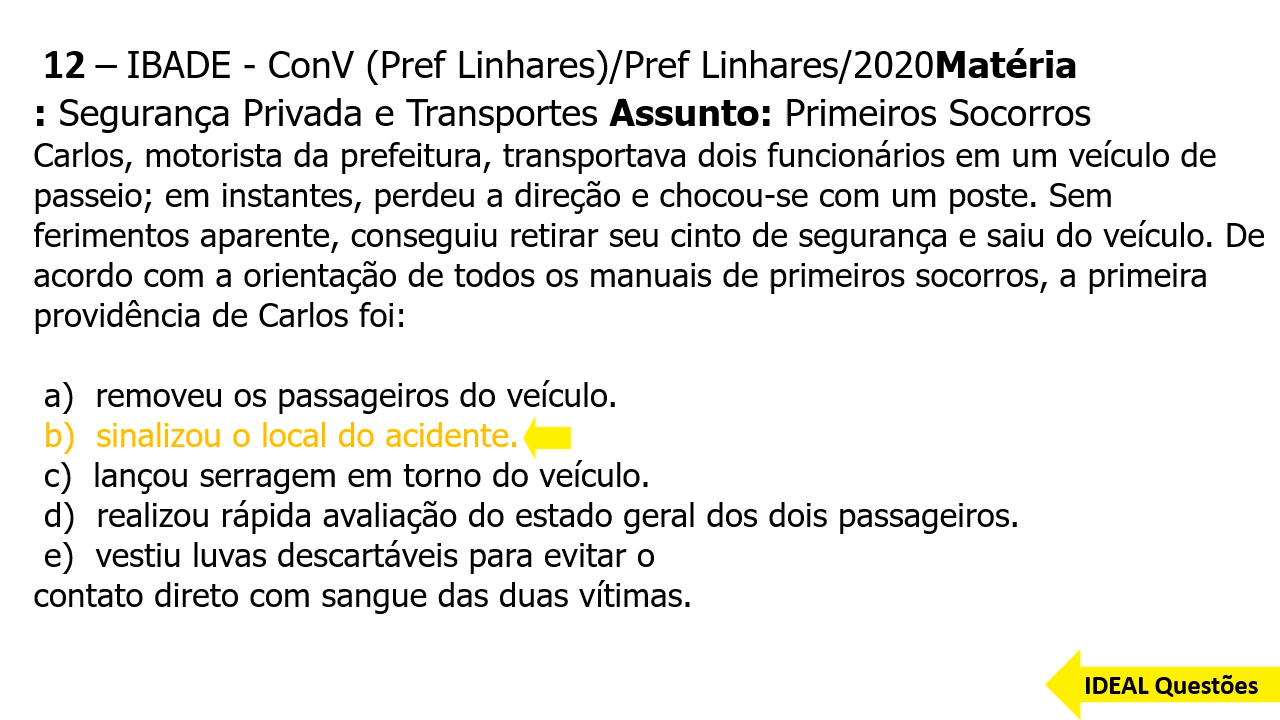 12 – IBADE - ConV (Pref Linhares)/Pref Linhares/2020Matéria
: Segurança Privada e Transportes Assunto: Primeiros Socorros
Carlos, motorista da prefeitura, transportava dois funcionários em um veículo de
passeio; em instantes, perdeu a direção e chocou-se com um poste. Sem
ferimentos aparente, conseguiu retirar seu cinto de segurança e saiu do veículo. De
acordo com a orientação de todos os manuais de primeiros socorros, a primeira
providência de Carlos foi:
a) removeu os passageiros do veículo.
b) sinalizou o local do acidente.
c) lançou serragem em torno do veículo.
d) realizou rápida avaliação do estado geral dos dois passageiros.
e) vestiu luvas descartáveis para evitar o
contato direto com sangue das duas vítimas.
IDEAL Questões